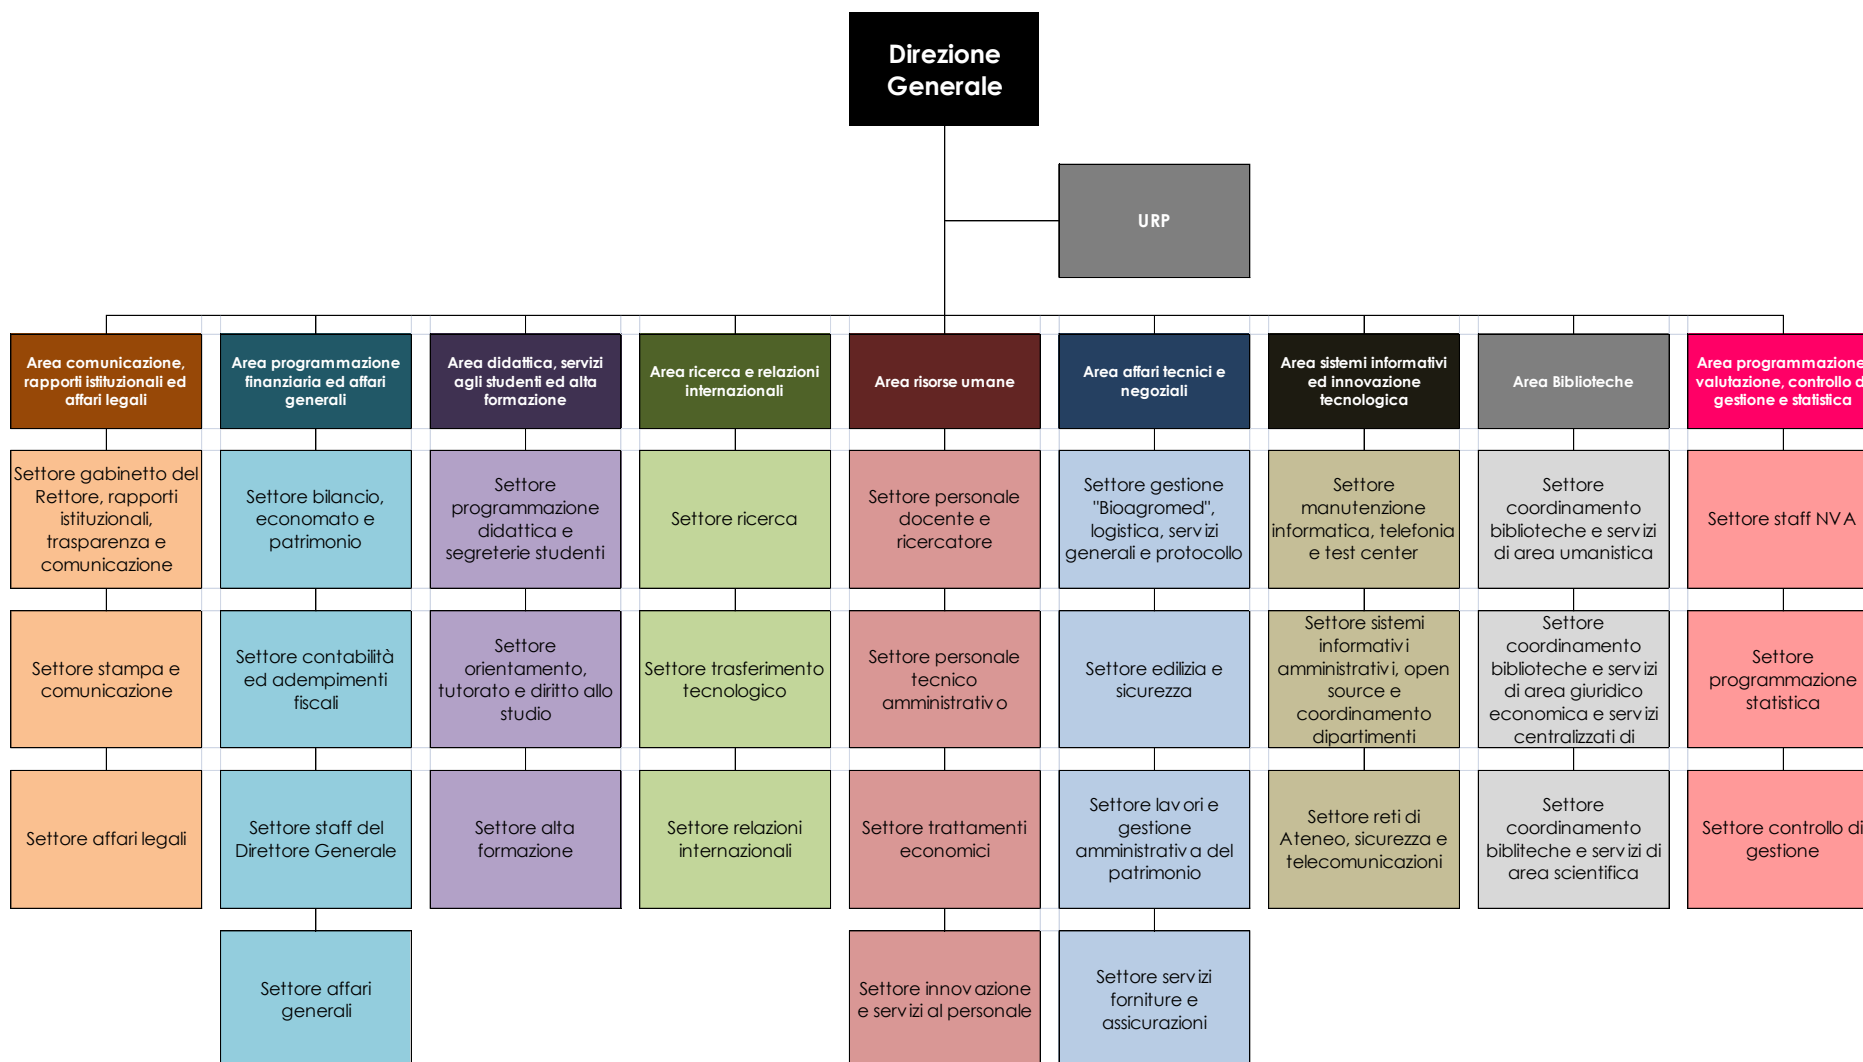 Direzione
Generale
URP
Area comunicazione,
rapporti istituzionali ed
affari legali
Area programmazione
finanziaria ed affari
generali
Area didattica, servizi
agli studenti ed alta
formazione
Area ricerca e relazioni
internazionali
Area risorse umane
Area affari tecnici e
negoziali
Area sistemi informativi
ed innovazione
tecnologica
Area Biblioteche
Area programmazione
valutazione, controllo d
gestione e statistica
Settore gabinetto del
Rettore, rapporti
istituzionali,
trasparenza e
comunicazione
Settore bilancio,
economato e
patrimonio
Settore
programmazione
didattica e
segreterie studenti
Settore ricerca
Settore personale
docente e
ricercatore
Settore gestione
"Bioagromed",
logistica, servizi
generali e protocollo
Settore
manutenzione
informatica, telefonia
e test center
Settore
coordinamento
biblioteche e servizi
di area umanistica
Settore staff NVA
Settore stampa e
comunicazione
Settore contabilità
ed adempimenti
fiscali
Settore
orientamento,
tutorato e diritto allo
studio
Settore trasferimento
tecnologico
Settore personale
tecnico
amministrativo
Settore edilizia e
sicurezza
Settore sistemi
informativi
amministrativi, open
source e
coordinamento
dipartimenti
Settore
coordinamento
biblioteche e servizi
di area giuridico
economica e servizi
centralizzati di
Settore
programmazione
statistica
Settore affari legali
Settore staff del
Direttore Generale
Settore alta
formazione
Settore relazioni
internazionali
Settore trattamenti
economici
Settore lavori e
gestione
amministrativa del
patrimonio
Settore reti di
Ateneo, sicurezza e
telecomunicazioni
Settore
coordinamento
bibliteche e servizi di
area scientifica
Settore controllo di
gestione
Settore affari
generali
Settore innovazione
e servizi al personale
Settore servizi
forniture e
assicurazioni